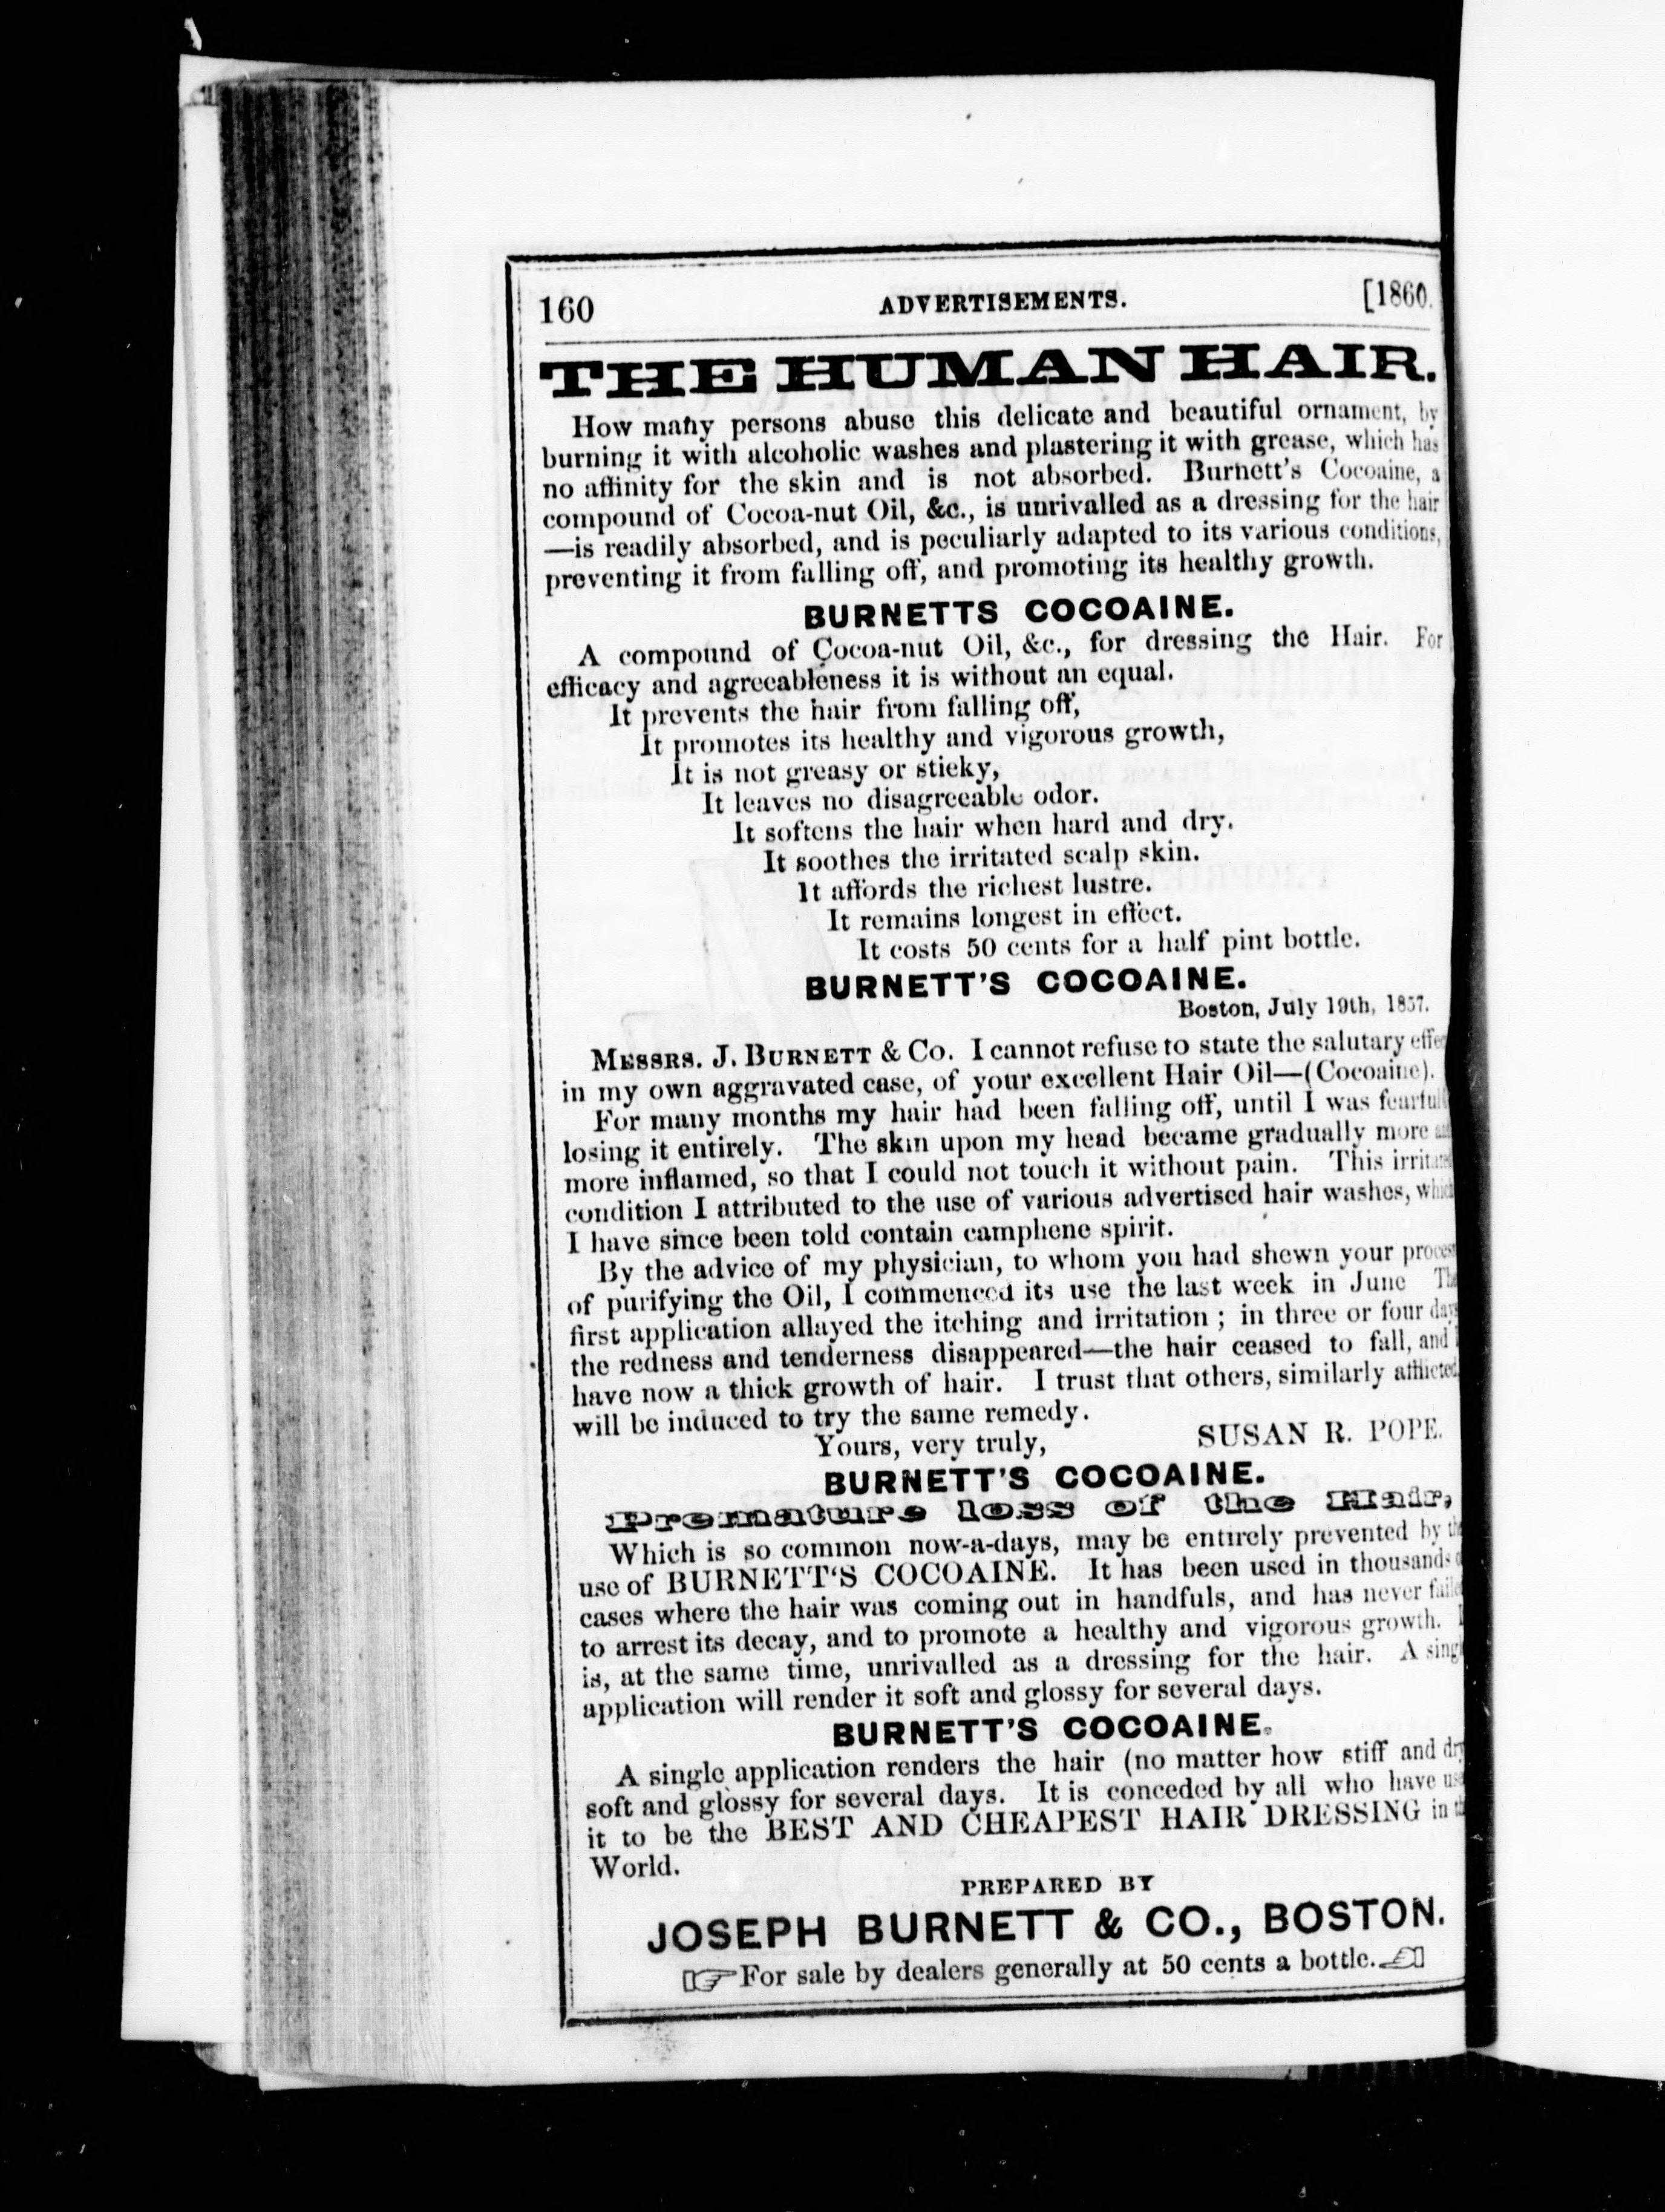 160 ADVERTISEMENTS. [1860.
THE HUMAN HAIR.
How many persons abuse this delicate and beautiful ornament, by
burning it with alcoholic washes and plastering it with grease, which has
no affinity for the skin and is not absorbed. Burnett's Cocoaine, a
compound of Cocoa-nut Oil, &c., is unrivalled as a dressing for the hair
—is readily absorbed, and is peculiarly adapted to its various conditions,
preventing it from falling off, and promoting its healthy growth.
BURNETTS COCOAINE.
A compound of Cocoa-nut Oil, &c., for dressing the Hair. For
efficacy and agreeableness it is without an equal.
It prevents the hair from falling off,
It promotes its healthy and vigorous growth,
It is not greasy or sticky,
It leaves no disagreeable odor.
It softens the hair when hard and dry.
It soothes the irritated scalp skin.
It affords the richest lustre.
It remains longest in effect.
It costs 50 cents for a half pint bottle.
BURNETT'S COCOAINE.
Boston, July 19th, 1857.
MESSRS. J. BURNETT & Co. I cannot refuse to state the salutary
in my own aggravated case, of your excellent Hair Oil—(Cocoaine).
For many months my hair had been falling off, until I was
losing it entirely. The skin upon my head became gradually more
more inflamed, so that I could not touch it without pain. This
condition I attributed to the use of various advertised hair washes,
I have since been told contain camphene spirit.
By the advice of my physician, to whom you had shewn your
of purifying the Oil, I commenced its use the last week in June
first application allayed the itching and irritation ; in three or four
the redness and tenderness disappeared—the hair ceased to fall, and
have now a thick growth of hair. I trust that others, similarly afflicted
will be induced to try the same remedy.
Yours, very truly, SUSAN R. POPE.
BURNETT'S COCOAINE.
Premature loss of the Hair,
Which is so common now-a-days, may be entirely prevented by
use of BURNETT'S COCOAINE. It has been used in thousands
cases where the hair was coming out in handfuls, and has never
to arrest its decay, and to promote a healthy and vigorous growth.
is, at the same time, unrivalled as a dressing for the hair. A
application will render it soft and glossy for several days.
BURNETT'S COCOAINE.
A single application renders the hair (no matter how stiff and
soft and glossy for several days. It is conceded by all who have
it to be the BEST AND CHEAPEST HAIR DRESSING in
World.
PREPARED BY
JOSEPH BURNETT & CO., BOSTON.
☞For sale by dealers generally at 50 cents a bottle.☜